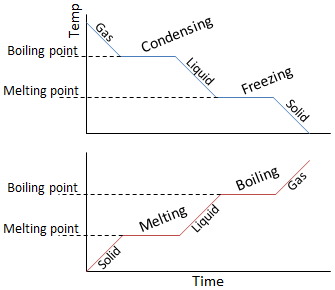 Temp
Gas
Condensing
Boiling point
Liquid
Freezing
Melting point
Solid
Boiling
Gas
Boiling point
Melting
Liquid
Melting point
Solid
Time